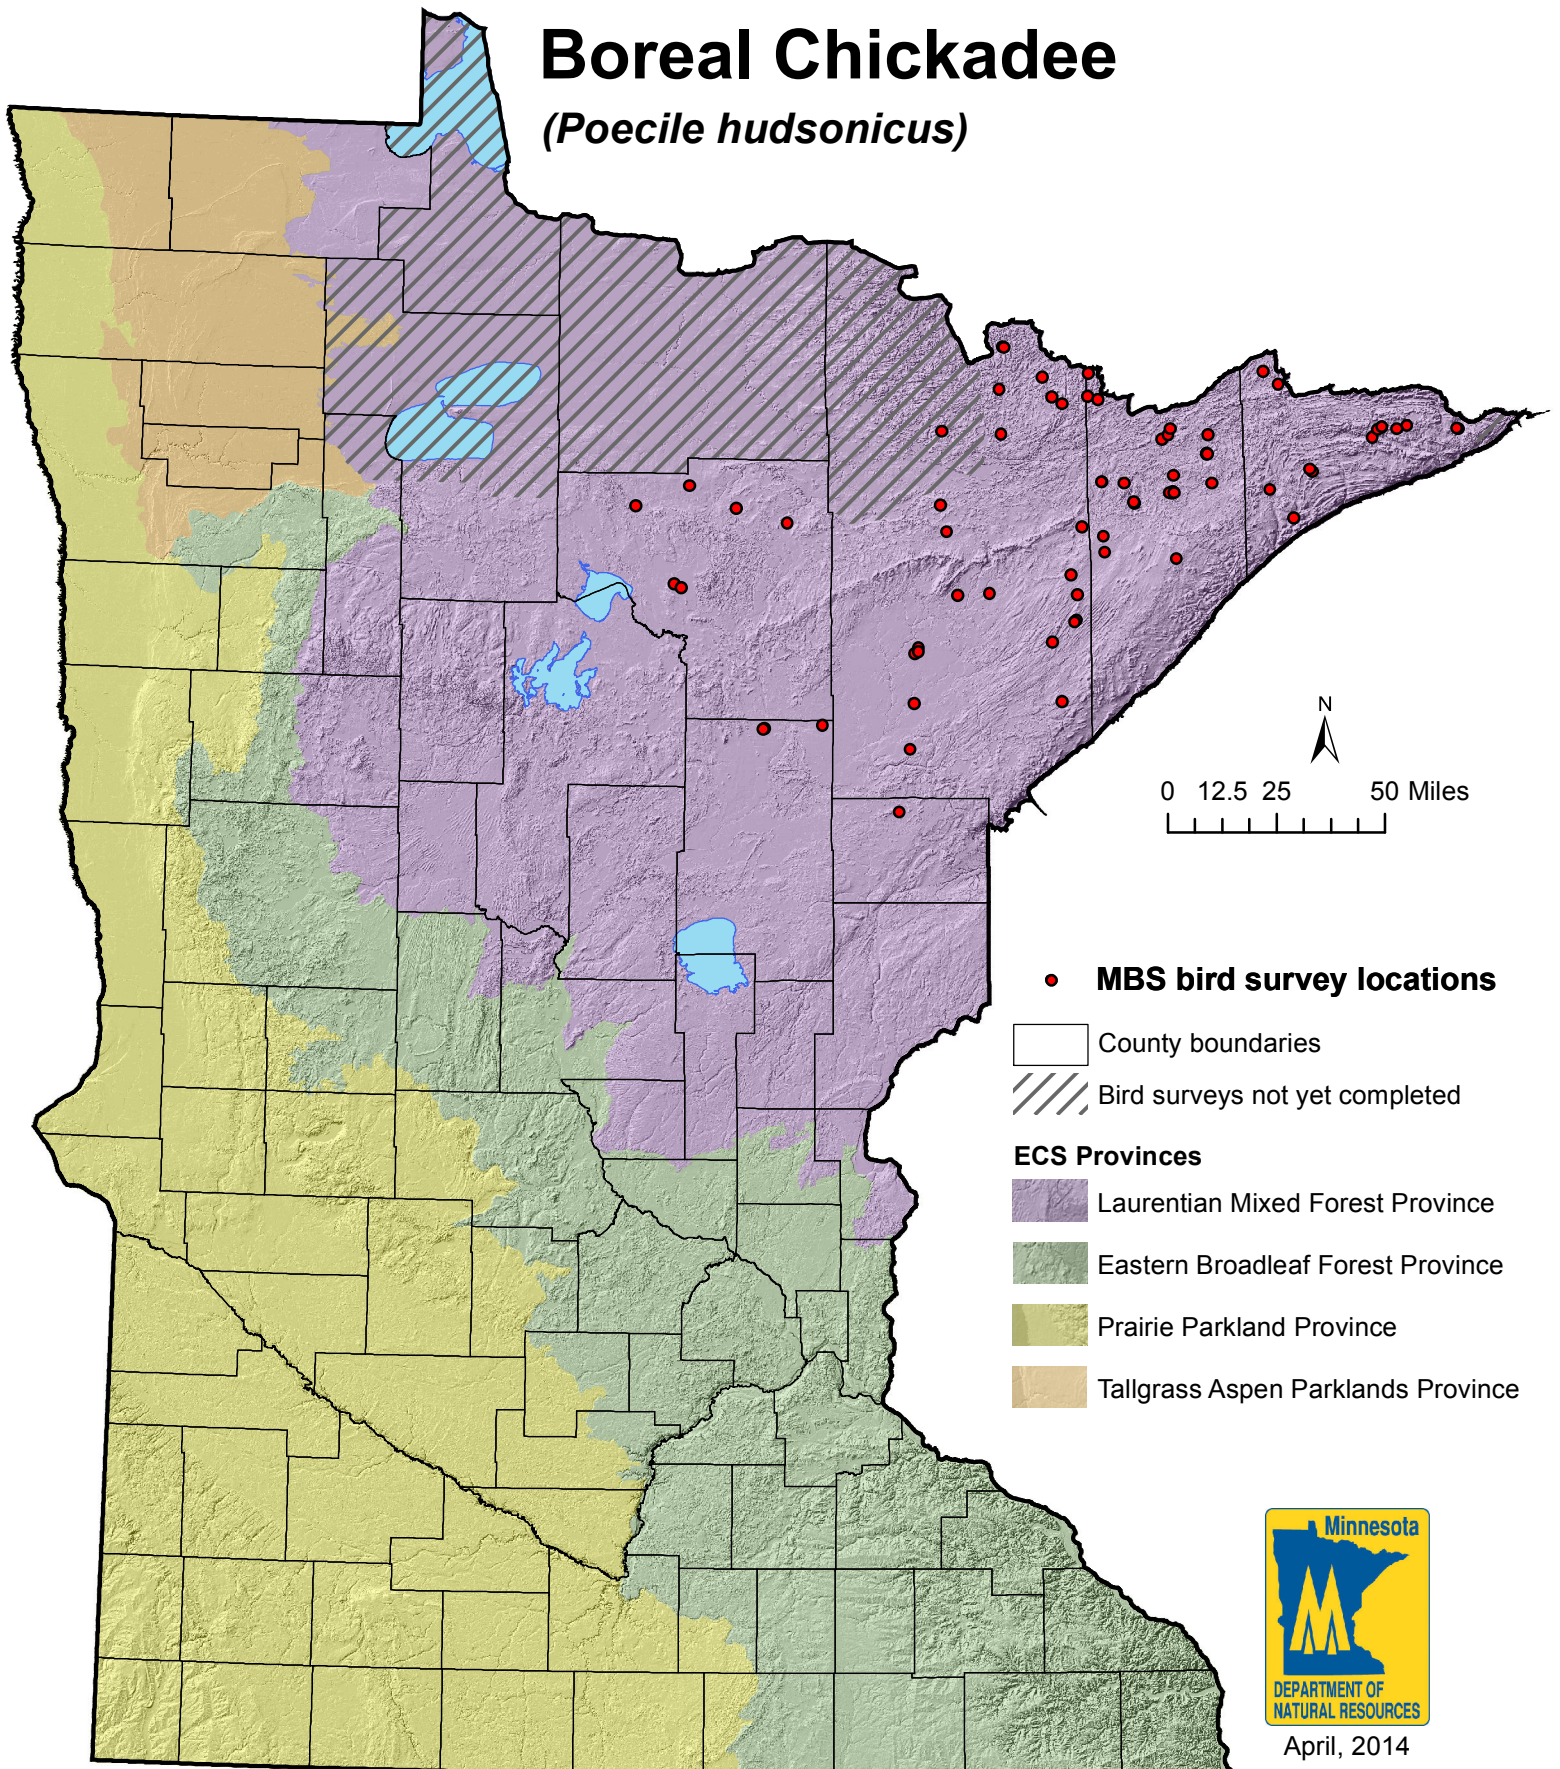 Boreal Chickadee
(Poecile hudsonicus)
N
0 12.5 25 50 Miles
MBS bird survey locations
County boundaries
Bird surveys not yet completed
ECS Provinces
Laurentian Mixed Forest Province
Eastern Broadleaf Forest Province
Prairie Parkland Province
Tallgrass Aspen Parklands Province
Minnesota
DEPARTMENT OF
NATURAL RESOURCES
April, 2014